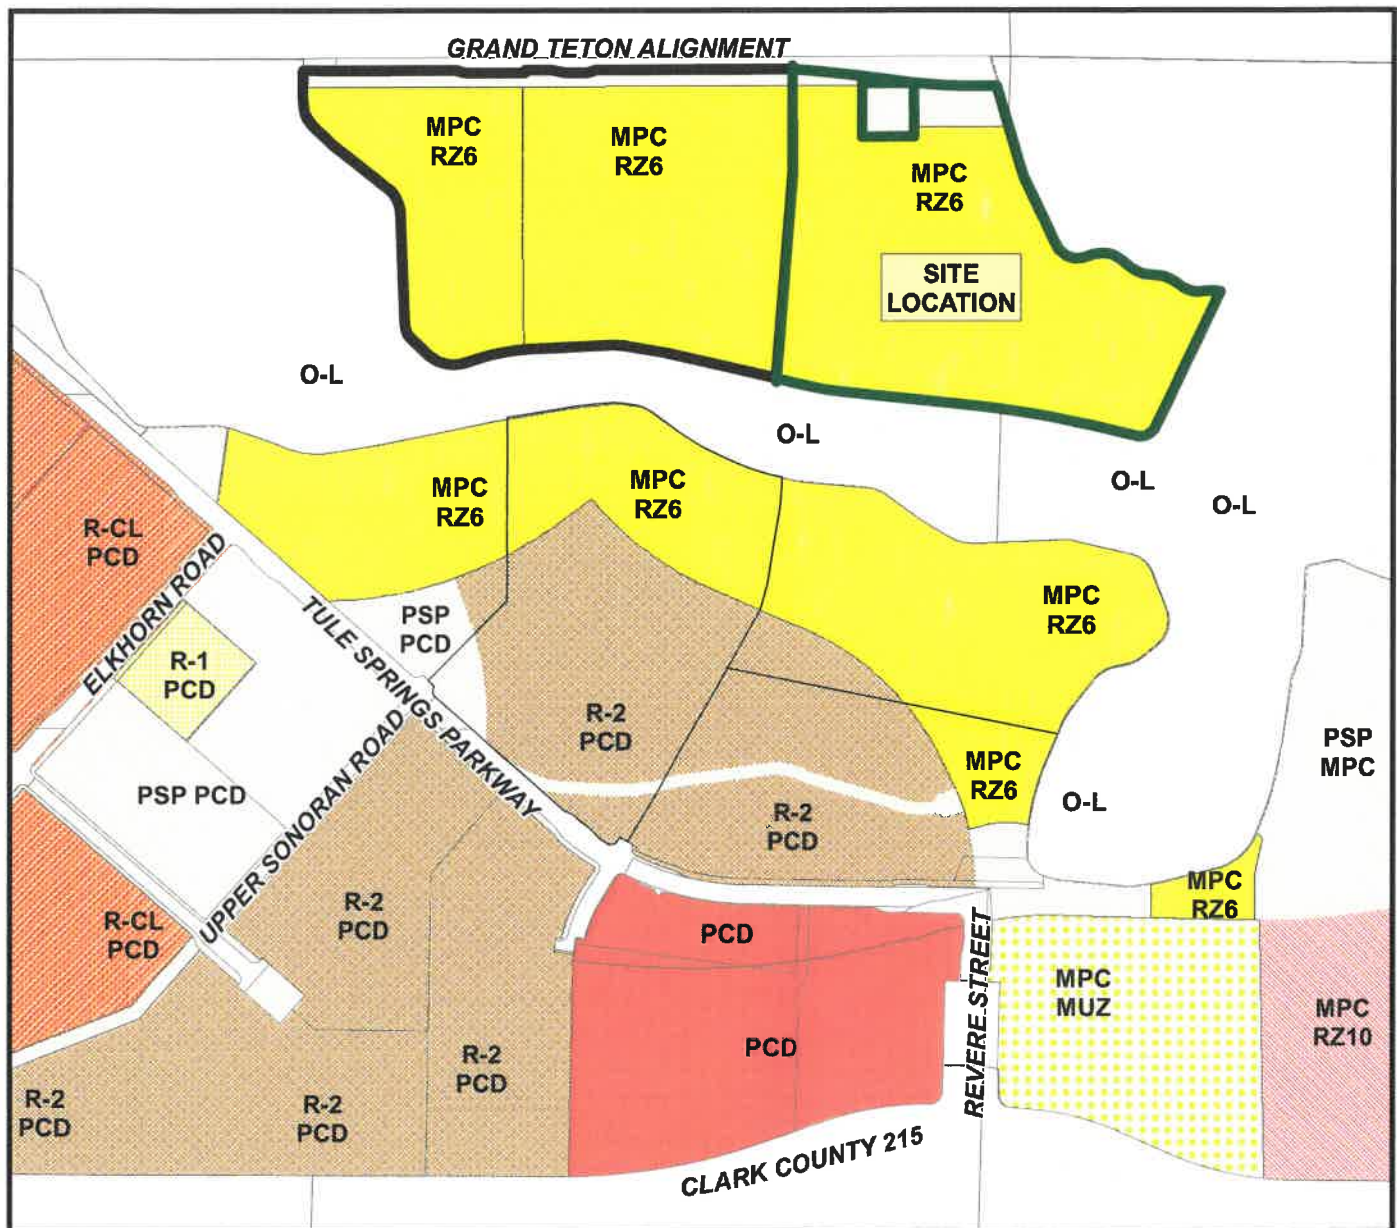 GRAND TETON ALIGNMENT
MPC
RZ6
MPC
RZ6
MPC
RZ6
SITE
LOCATION
O-L
O-L
O-L
O-L
MPC
RZ6
MPC
RZ6
R-CL
PCD
ELKHORN ROAD
TULE SPRINGS PARKWAY
PSP
PCD
MPC
RZ6
R-1
PCD
UPPER SONORAN ROAD
R-2
PCD
PSP
MPC
PSP PCD
MPC
RZ6
O-L
R-2
PCD
R-CL
PCD
R-2
PCD
PCD
REVERE STREET
MPC
RZ6
MPC
MUZ
MPC
RZ10
R-2
PCD
PCD
R-2
PCD
R-2
PCD
CLARK COUNTY 215